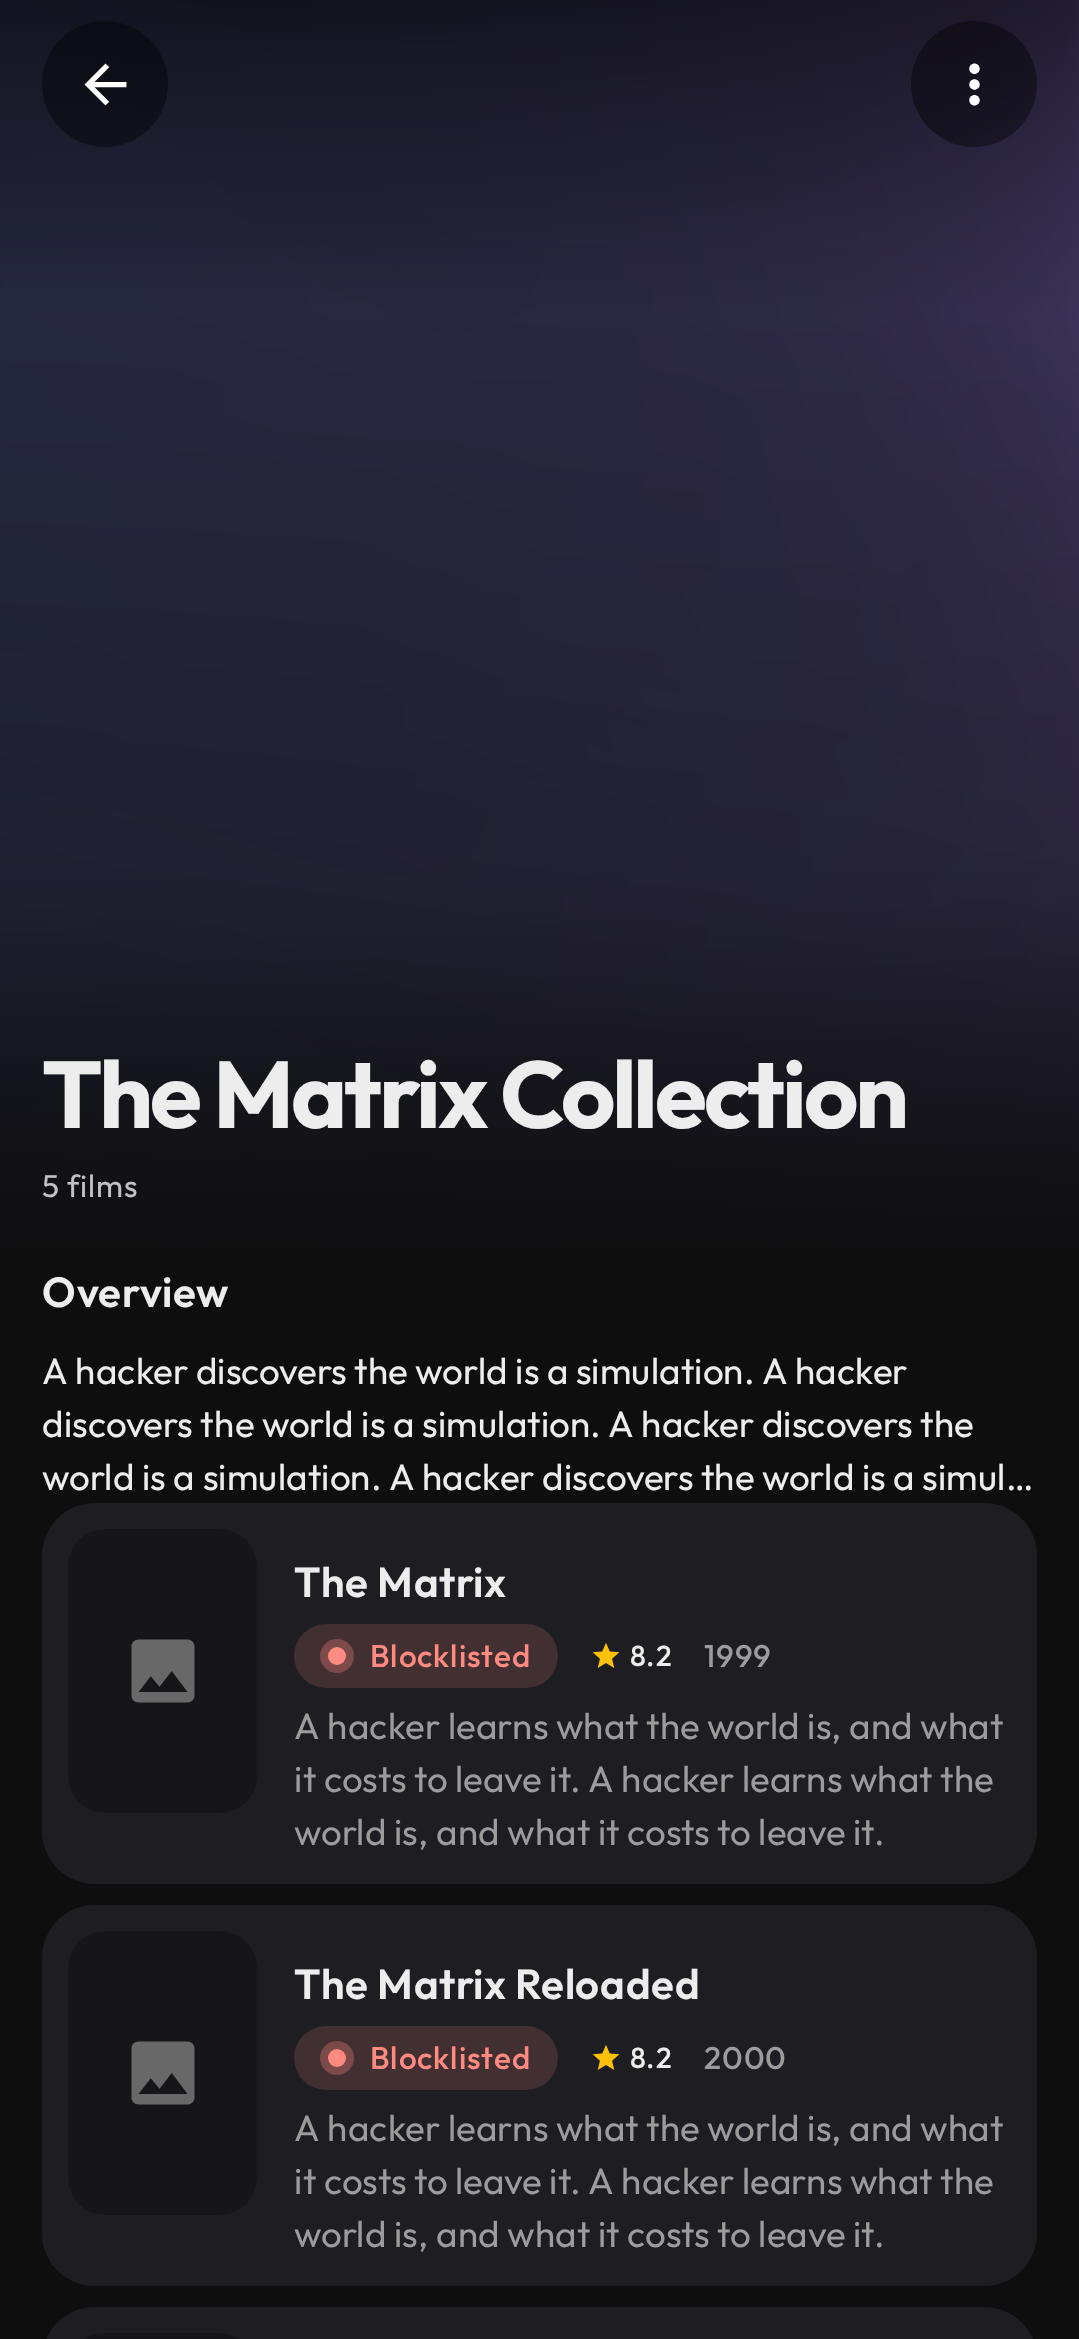 The Matrix Collection
5 films
Overview
A hacker discovers the world is a simulation. A hacker
discovers the world is a simulation. A hacker discovers the
world is a simulation. A hacker discovers the world is a simul...
The Matrix
Blocklisted 8.2 1999
A hacker learns what the world is, and what
it costs to leave it. A hacker learns what the
world is, and what it costs to leave it.
The Matrix Reloaded
Blocklisted 8.2 2000
A hacker learns what the world is, and what
it costs to leave it. A hacker learns what the
world is, and what it costs to leave it.